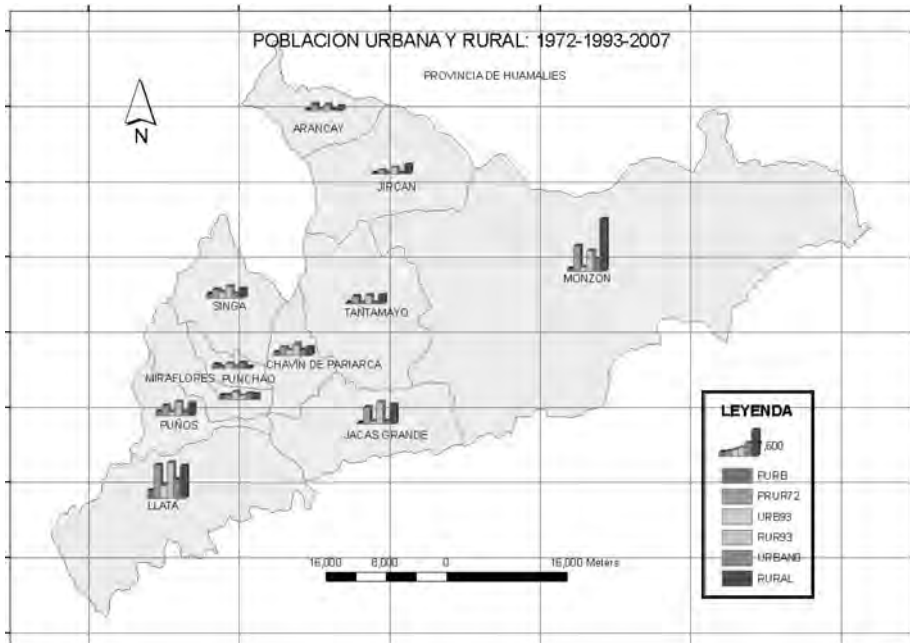 POBLACION URBANA Y RURAL: 1972-1993-2007
PROVINCIA DE HUAMALIES
N
ARANCAY
JIRCAN
MONZON
SINGA
TANTAMAYO
CHAVÍN DE PARIARCA
MIRAFLORES
PUNCHAO
PUÑOS
JACAS GRANDE
LLATA
LEYENDA
PURB
PRUR72
URB93
RUR93
URBANO
RURAL
16,000 8,000 0 16,000 Meters